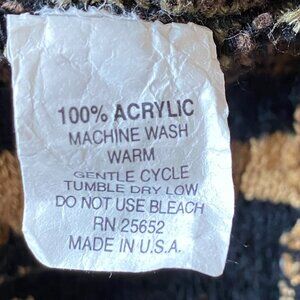 100% ACRYLIC
MACHINE WASH
WARM
GENTLE CYCLE
TUMBLE DRY LOW
DO NOT USE BLEACH
RN 25652
MADE IN U.S.A.